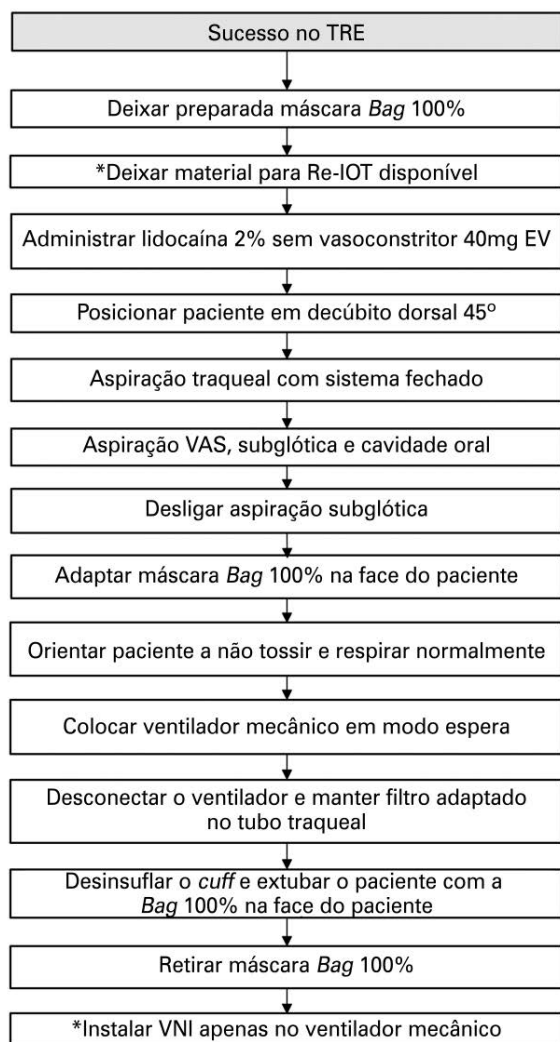 Sucesso no TRE
Deixar preparada máscara Bag 100%
*Deixar material para Re-IOT disponível
Administrar lidocaína 2% sem vasoconstritor 40mg EV
Posicionar paciente em decúbito dorsal 45º
Aspiração traqueal com sistema fechado
Aspiração VAS, subglótica e cavidade oral
Desligar aspiração subglótica
Adaptar máscara Bag 100% na face do paciente
Orientar paciente a não tossir e respirar normalmente
Colocar ventilador mecânico em modo espera
Desconectar o ventilador e manter filtro adaptado
no tubo traqueal
Desinsuflar o cuff e extubar o paciente com a
Bag 100% na face do paciente
Retirar máscara Bag 100%
*Instalar VNI apenas no ventilador mecânico